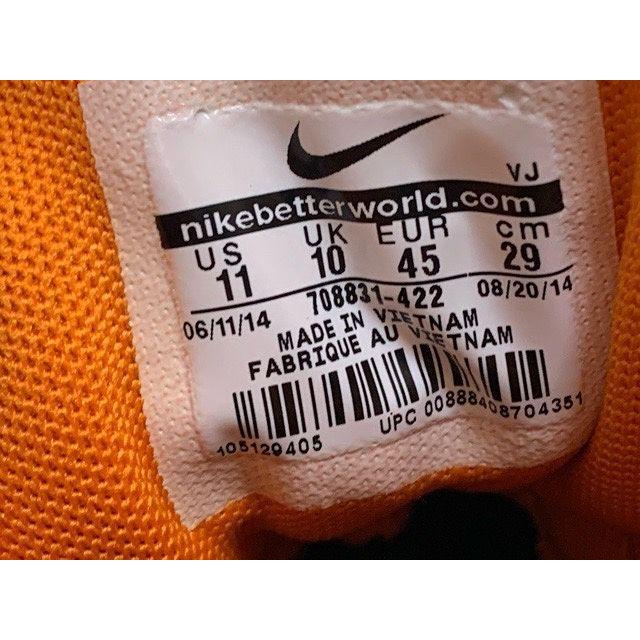 VJ
nikebetterworld.com
US UK EUR cm
11 10 45 29
06/11/14 708831-422 08/20/14
MADE IN VIETNAM
FABRIQUE AU VIETNAM
105129405 UPC 00888408704351